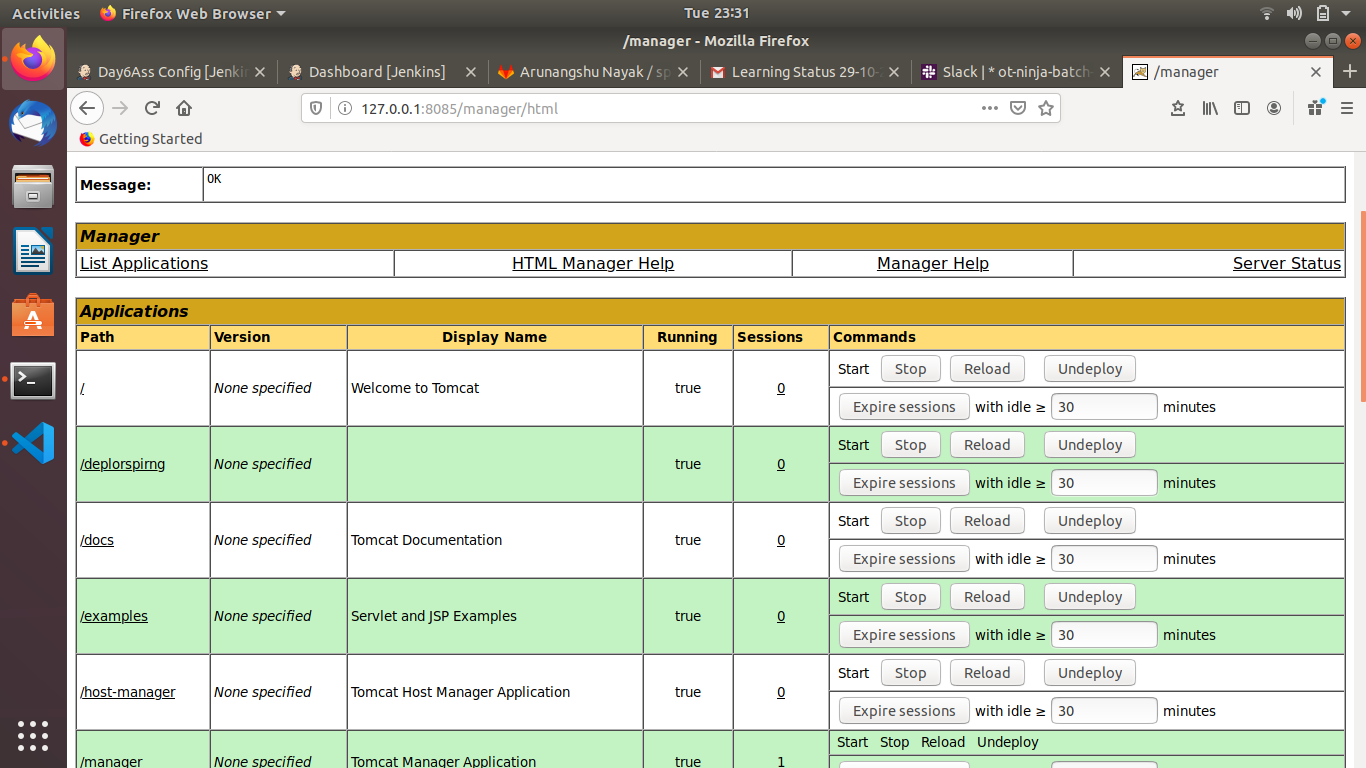 Activities Firefox Web Browser Tue 23:31
/manager - Mozilla Firefox
Day6Ass Config [Jenki Dashboard [Jenkins] Arunangshu Nayak / sp Learning Status 29-10- Slack | * ot-ninja-batch- /manager
127.0.0.1:8085/manager/html
Getting Started
Message: OK
Manager
List Applications HTML Manager Help Manager Help Server Status
Applications
Path Version Display Name Running Sessions Commands
/ None specified Welcome to Tomcat true 0 Start Stop Reload Undeploy
Expire sessions with idle ≥ 30 minutes
/deplorspirng None specified true 0 Start Stop Reload Undeploy
Expire sessions with idle ≥ 30 minutes
/docs None specified Tomcat Documentation true 0 Start Stop Reload Undeploy
Expire sessions with idle ≥ 30 minutes
/examples None specified Servlet and JSP Examples true 0 Start Stop Reload Undeploy
Expire sessions with idle ≥ 30 minutes
/host-manager None specified Tomcat Host Manager Application true 0 Start Stop Reload Undeploy
Expire sessions with idle ≥ 30 minutes
Start Stop Reload Undeploy
/manager None specified Tomcat Manager Application true 1